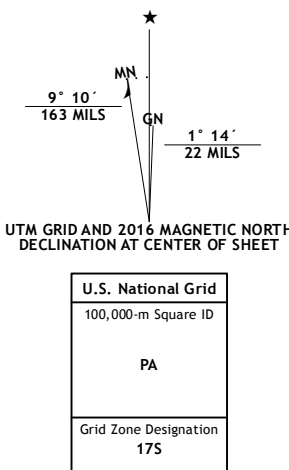 MN
9° 10´
163 MILS
GN
1° 14´
22 MILS
UTM GRID AND 2016 MAGNETIC NORTH
DECLINATION AT CENTER OF SHEET
U.S. National Grid
100,000-m Square ID
PA
Grid Zone Designation
17S